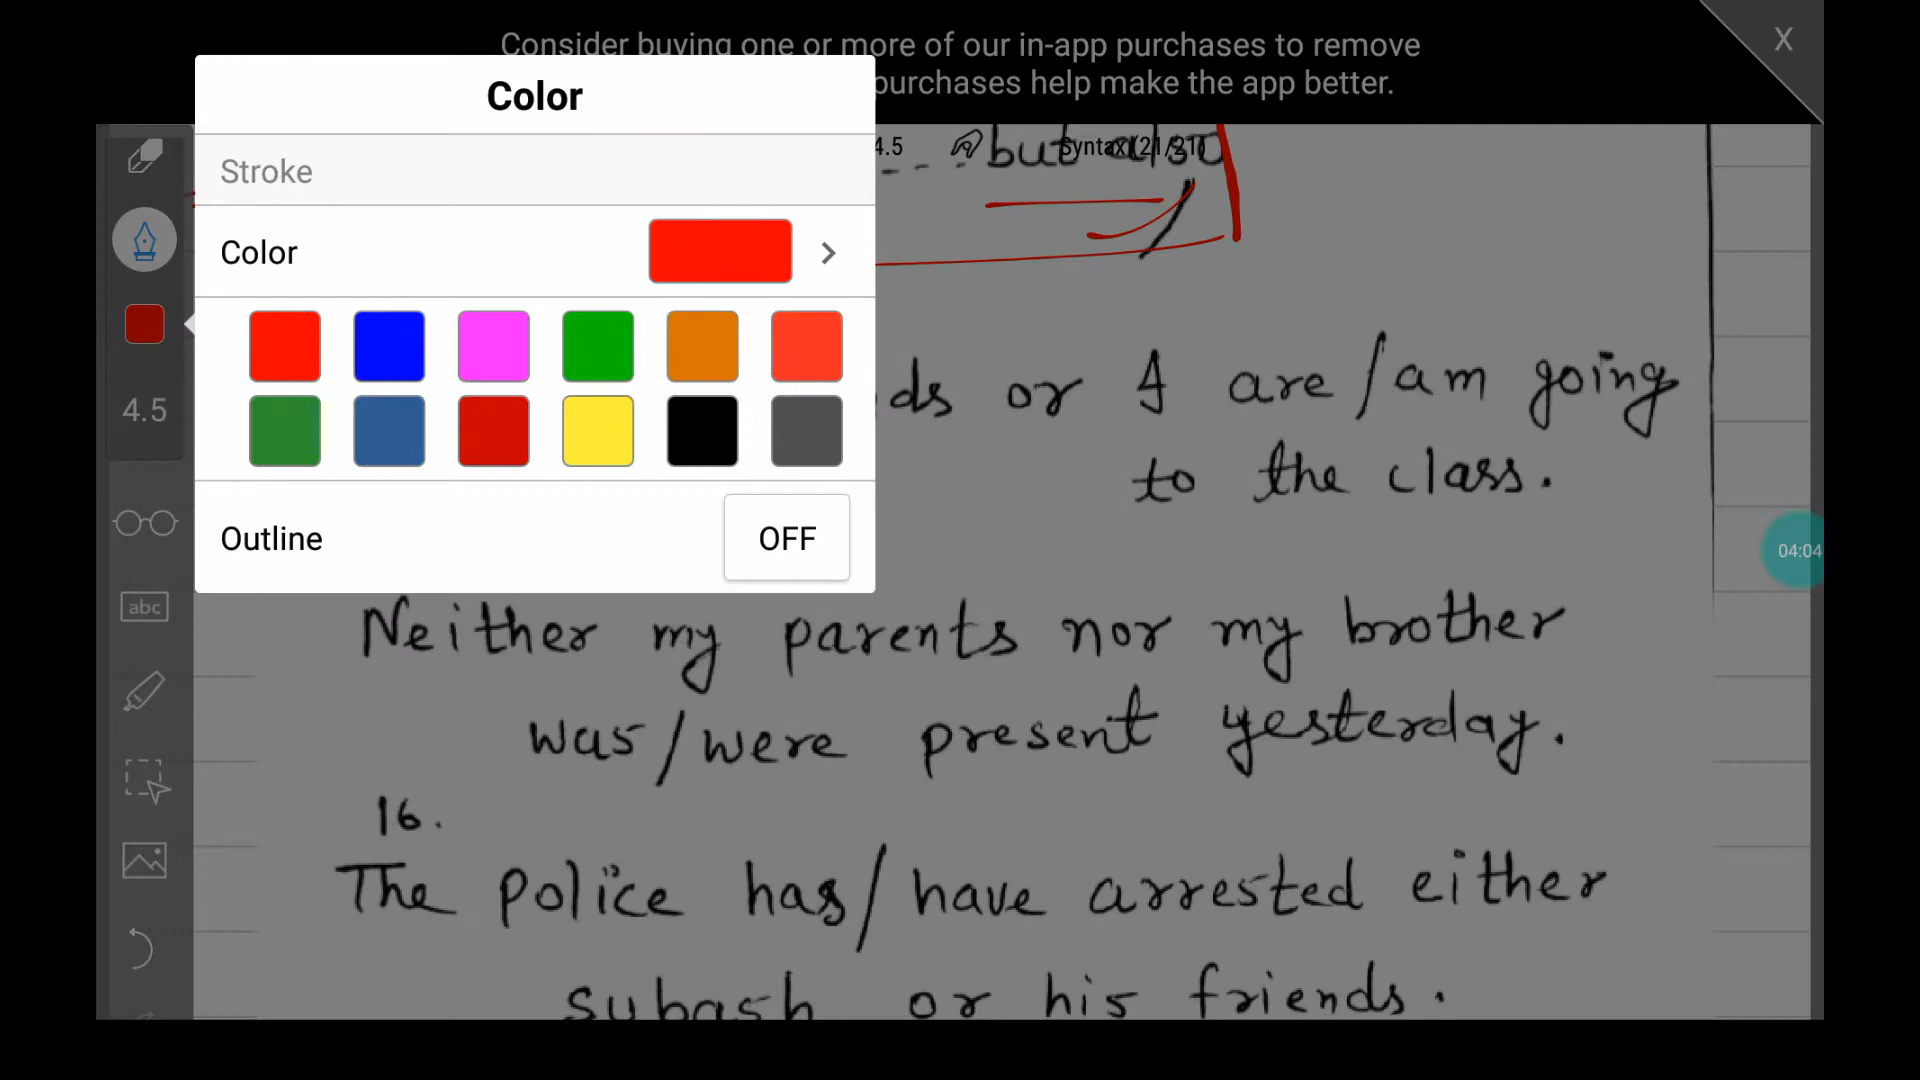 Consider buying one or more of our in-app purchases to remove
purchases help make the app better.
X
Color
Stroke
Color
OFF
Outline
4.5
abc
4.5
Syntax (21/21)
but also
or I are/am going
to the class.
04:04
Neither my parents nor my brother
was/were present yesterday.
16.
The police has/have arrested either
subash or his friends.